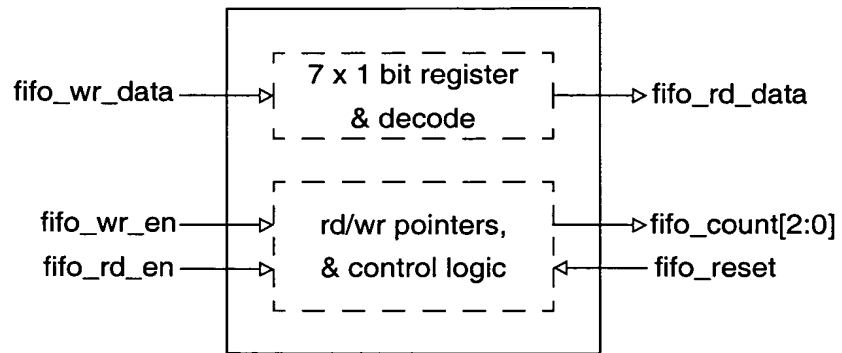 fifo_wr_data
7 x 1 bit register
& decode
fifo_rd_data
fifo_wr_en
fifo_rd_en
rd/wr pointers,
& control logic
fifo_count[2:0]
fifo_reset